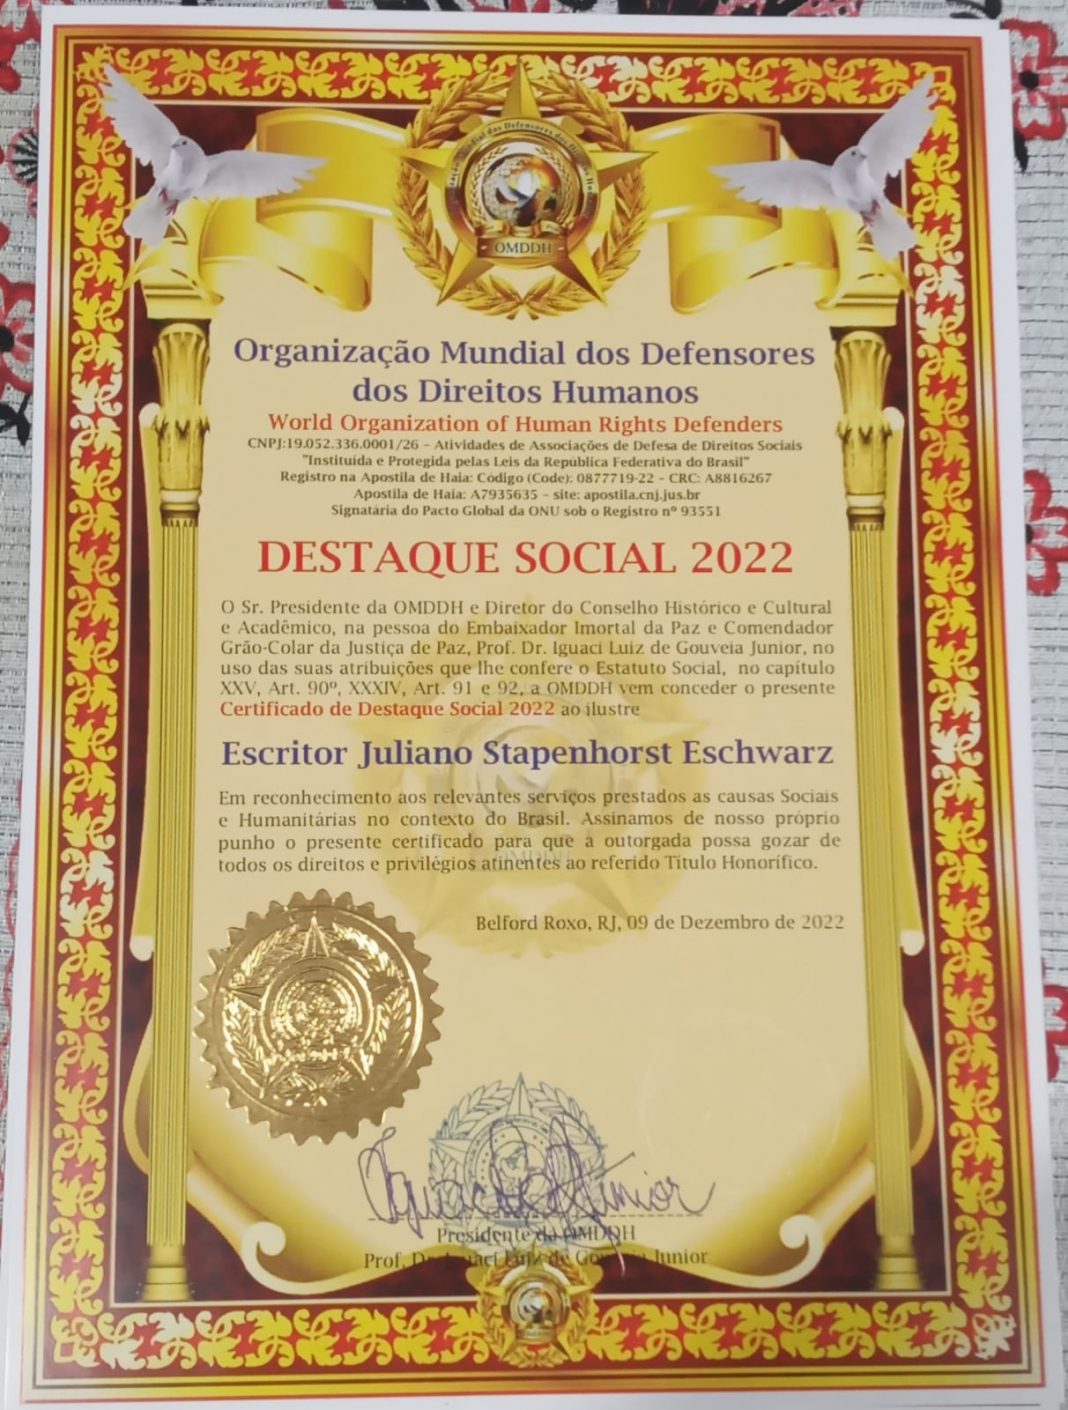 OMDDH
Organização Mundial dos Defensores
dos Direitos Humanos
World Organization of Human Rights Defenders
CNPJ:19.052.336.0001/26 - Atividades de Associações de Defesa de Direitos Sociais
"Instituída e Protegida pelas Leis da República Federativa do Brasil"
Registro na Apostila de Haia: Código (Code): 0877719-22 - CRC: A8816267
Apostila de Haia: A7935635 - site: apostila.cnj.jus.br
Signatária do Pacto Global da ONU sob o Registro nº 93551
DESTAQUE SOCIAL 2022
O Sr. Presidente da OMDDH e Diretor do Conselho Histórico e Cultural
e Acadêmico, na pessoa do Embaixador Imortal da Paz e Comendador
Grão-Colar da Justiça de Paz, Prof. Dr. Iguaci Luiz de Gouveia Junior, no
uso das suas atribuições que lhe confere o Estatuto Social, no capítulo
XXV, Art. 90º, XXXIV, Art. 91 e 92, a OMDDH vem conceder o presente
Certificado de Destaque Social 2022 ao ilustre
Escritor Juliano Stapenhorst Eschwarz
Em reconhecimento aos relevantes serviços prestados as causas Sociais
e Humanitárias no contexto do Brasil. Assinamos de nosso próprio
punho o presente certificado para que a outorgada possa gozar de
todos os direitos e privilégios atinentes ao referido Título Honorífico.
Belford Roxo, RJ, 09 de Dezembro de 2022
Presidente da OMDDH
Prof. Dr. Iguaci Luiz de Gouveia Junior